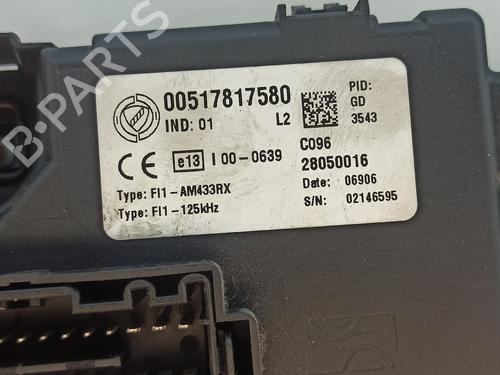 B-PARTS
00517817580
IND: 01 L2
PID:
GD
3543
CE e13 I 00-0639
C096
28050016
Type: FI1-AM433RX
Date: 06906
Type: FI1-125kHz
S/N: 02146595